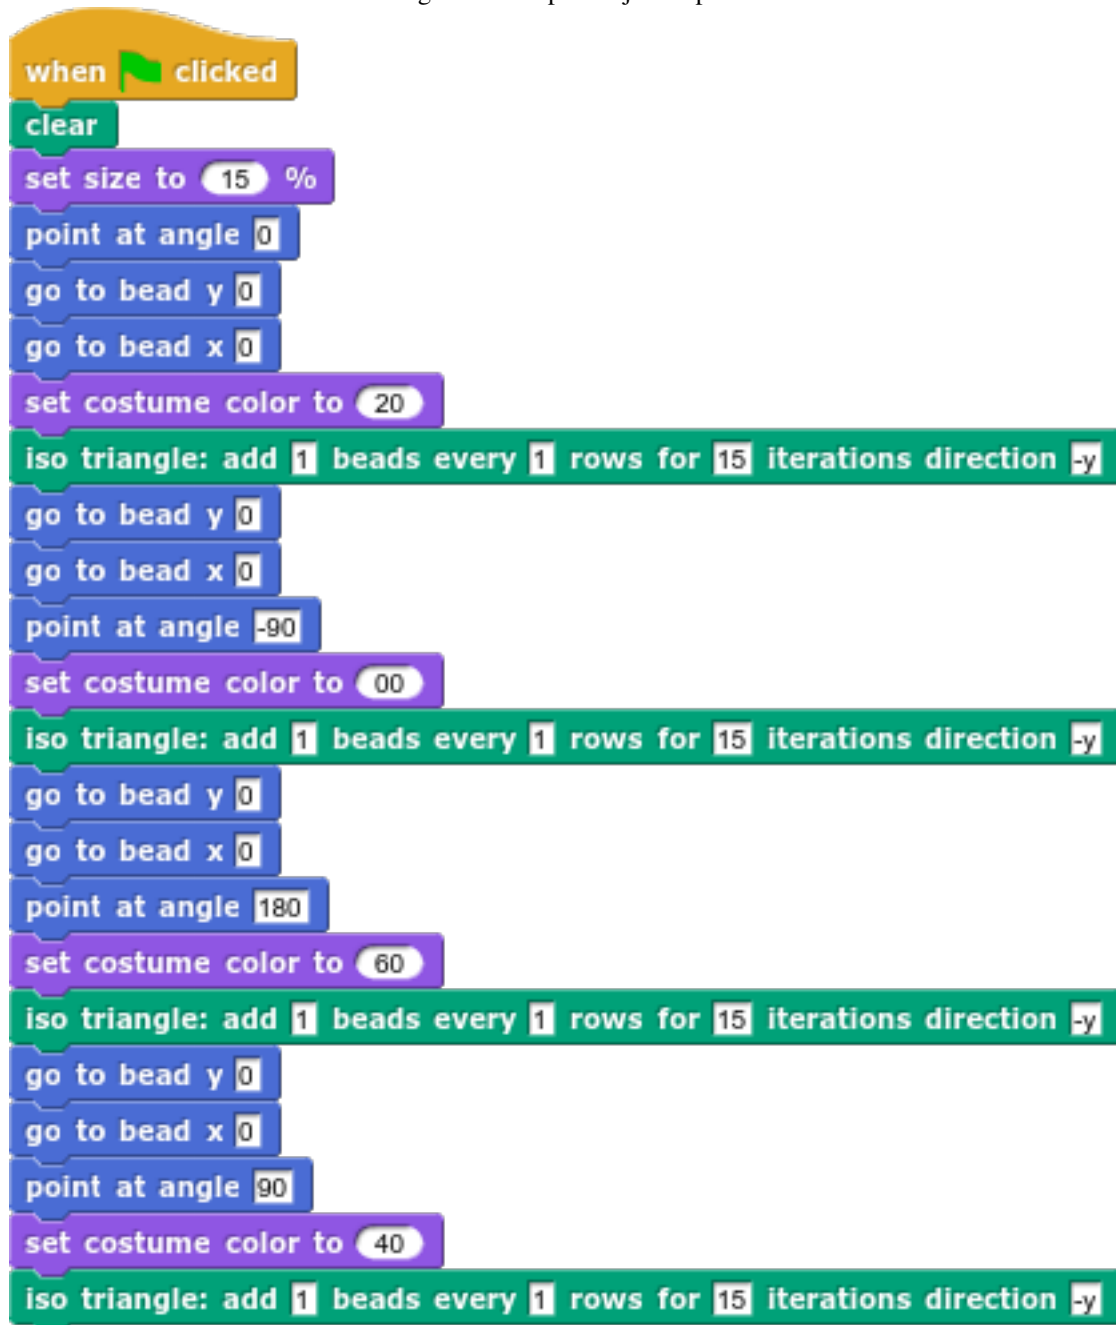 when clicked
clear
set size to 15 %
point at angle 0
go to bead y 0
go to bead x 0
set costume color to 20
iso triangle: add 1 beads every 1 rows for 15 iterations direction -y
go to bead y 0
go to bead x 0
point at angle -90
set costume color to 00
iso triangle: add 1 beads every 1 rows for 15 iterations direction -y
go to bead y 0
go to bead x 0
point at angle 180
set costume color to 60
iso triangle: add 1 beads every 1 rows for 15 iterations direction -y
go to bead y 0
go to bead x 0
point at angle 90
set costume color to 40
iso triangle: add 1 beads every 1 rows for 15 iterations direction -y